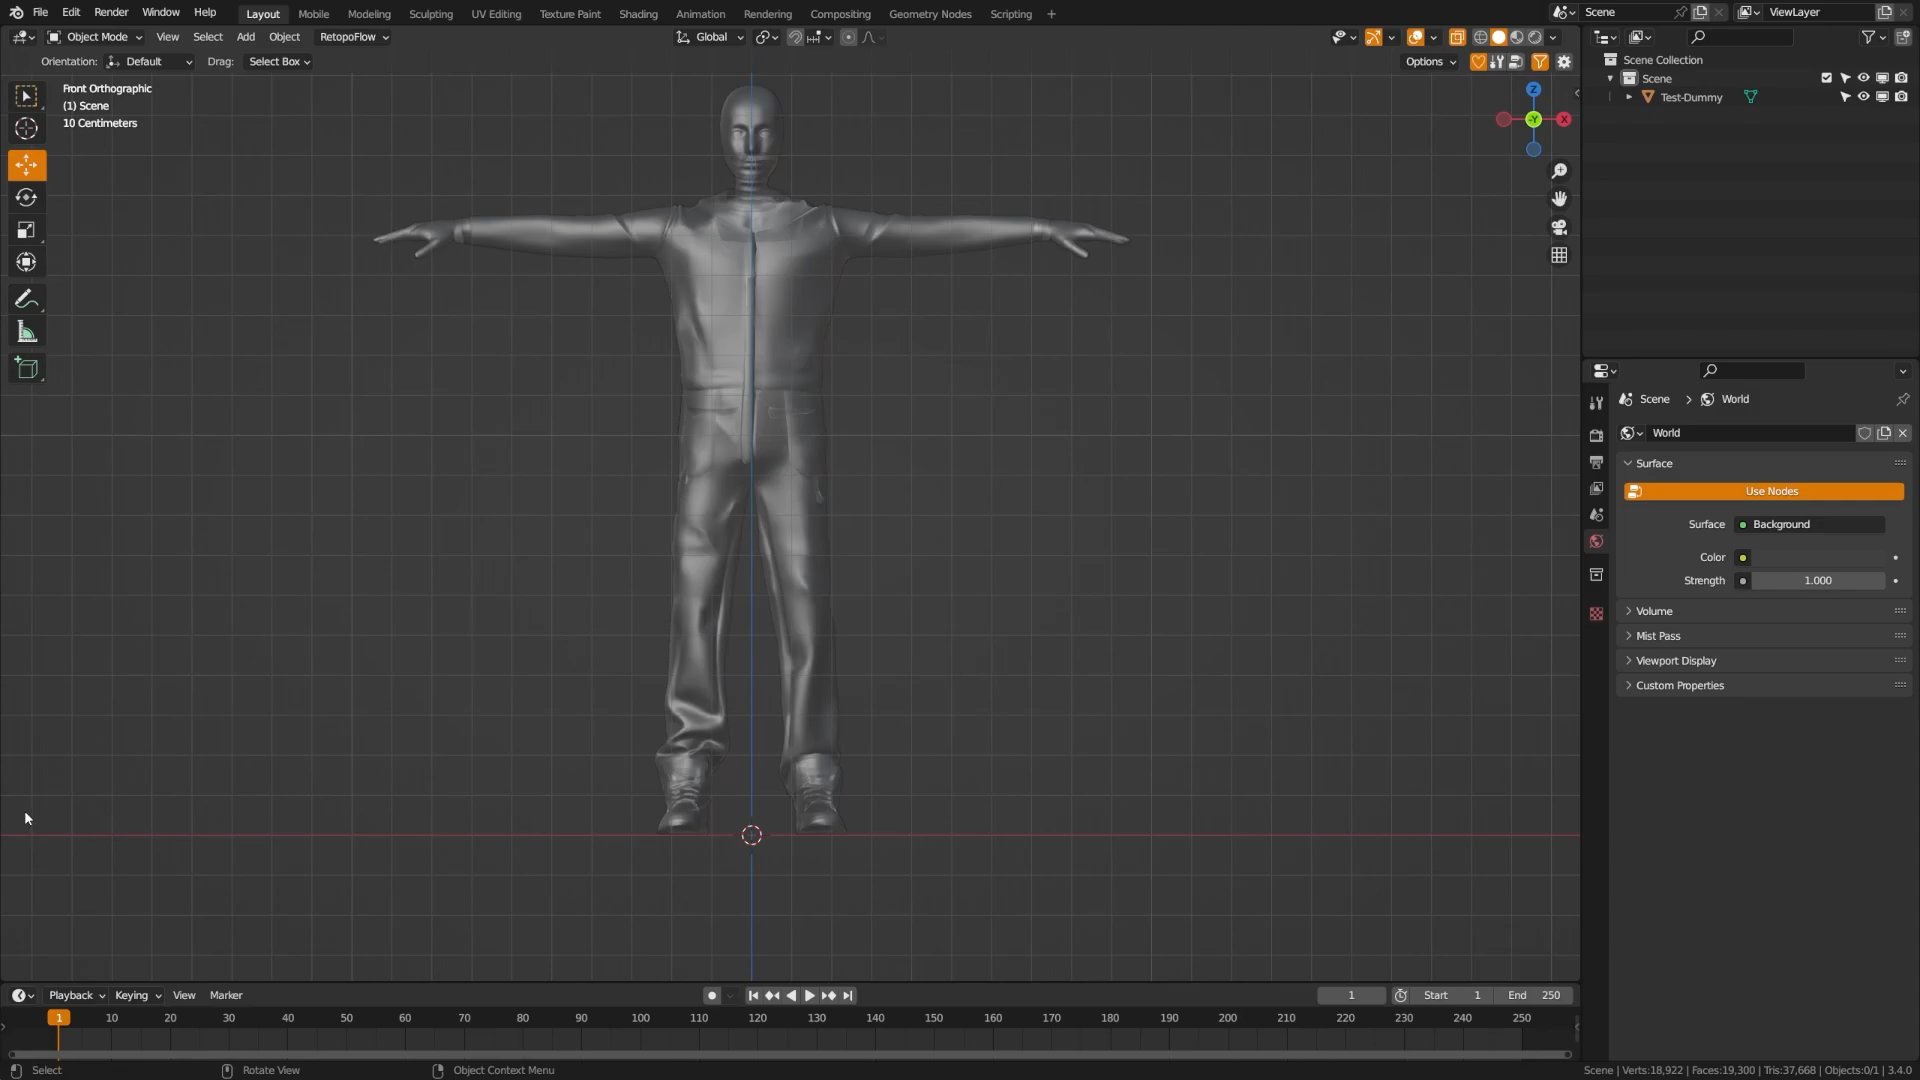 File Edit Render Window Help Layout Mobile Modeling Sculpting UV Editing Texture Paint Shading Animation Rendering Compositing Geometry Nodes Scripting + Scene ViewLayer
Object Mode View Select Add Object RetopoFlow Global
Orientation: Default Drag: Select Box Options
Front Orthographic
(1) Scene
10 Centimeters
Z
-Y
X
Scene Collection
Scene
Test-Dummy
Scene > World
World
Surface
Use Nodes
Surface Background
Color
Strength 1.000
Volume
Mist Pass
Viewport Display
Custom Properties
Playback Keying View Marker 1 Start 1 End 250
1 10 20 30 40 50 60 70 80 90 100 110 120 130 140 150 160 170 180 190 200 210 220 230 240 250
Select Rotate View Object Context Menu Scene | Verts:18,922 | Faces:19,300 | Tris:37,668 | Objects:0/1 | 3.4.0